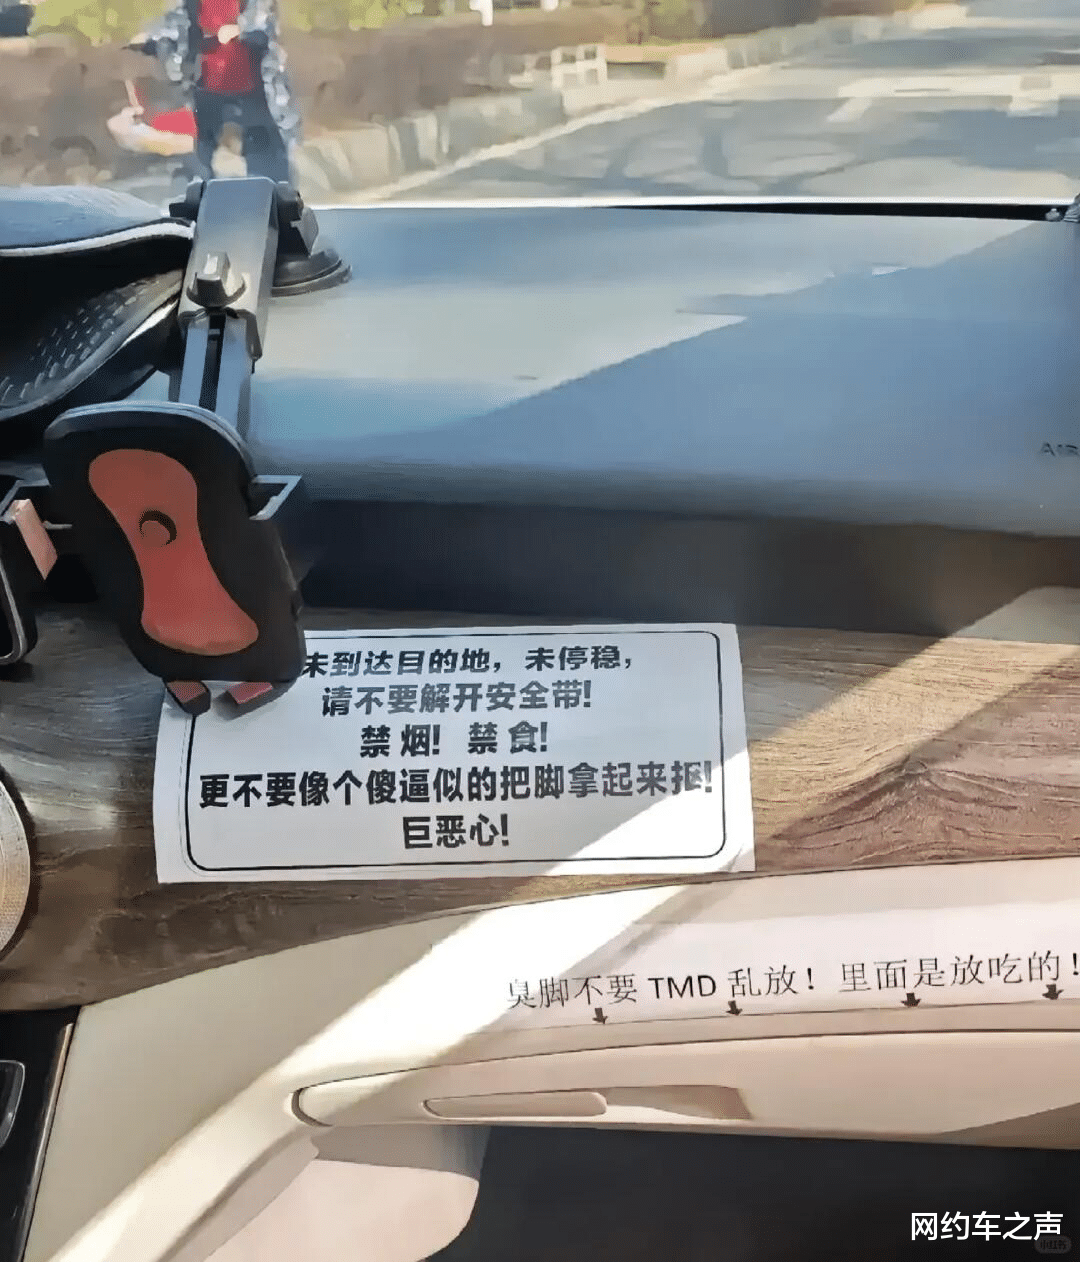 未到达目的地，未停稳，
请不要解开安全带!
禁 烟! 禁 食!
更不要像个傻逼似的把脚拿起来抠!
巨恶心!
臭脚不要 TMD 乱放！里面是放吃的！
网约车之声